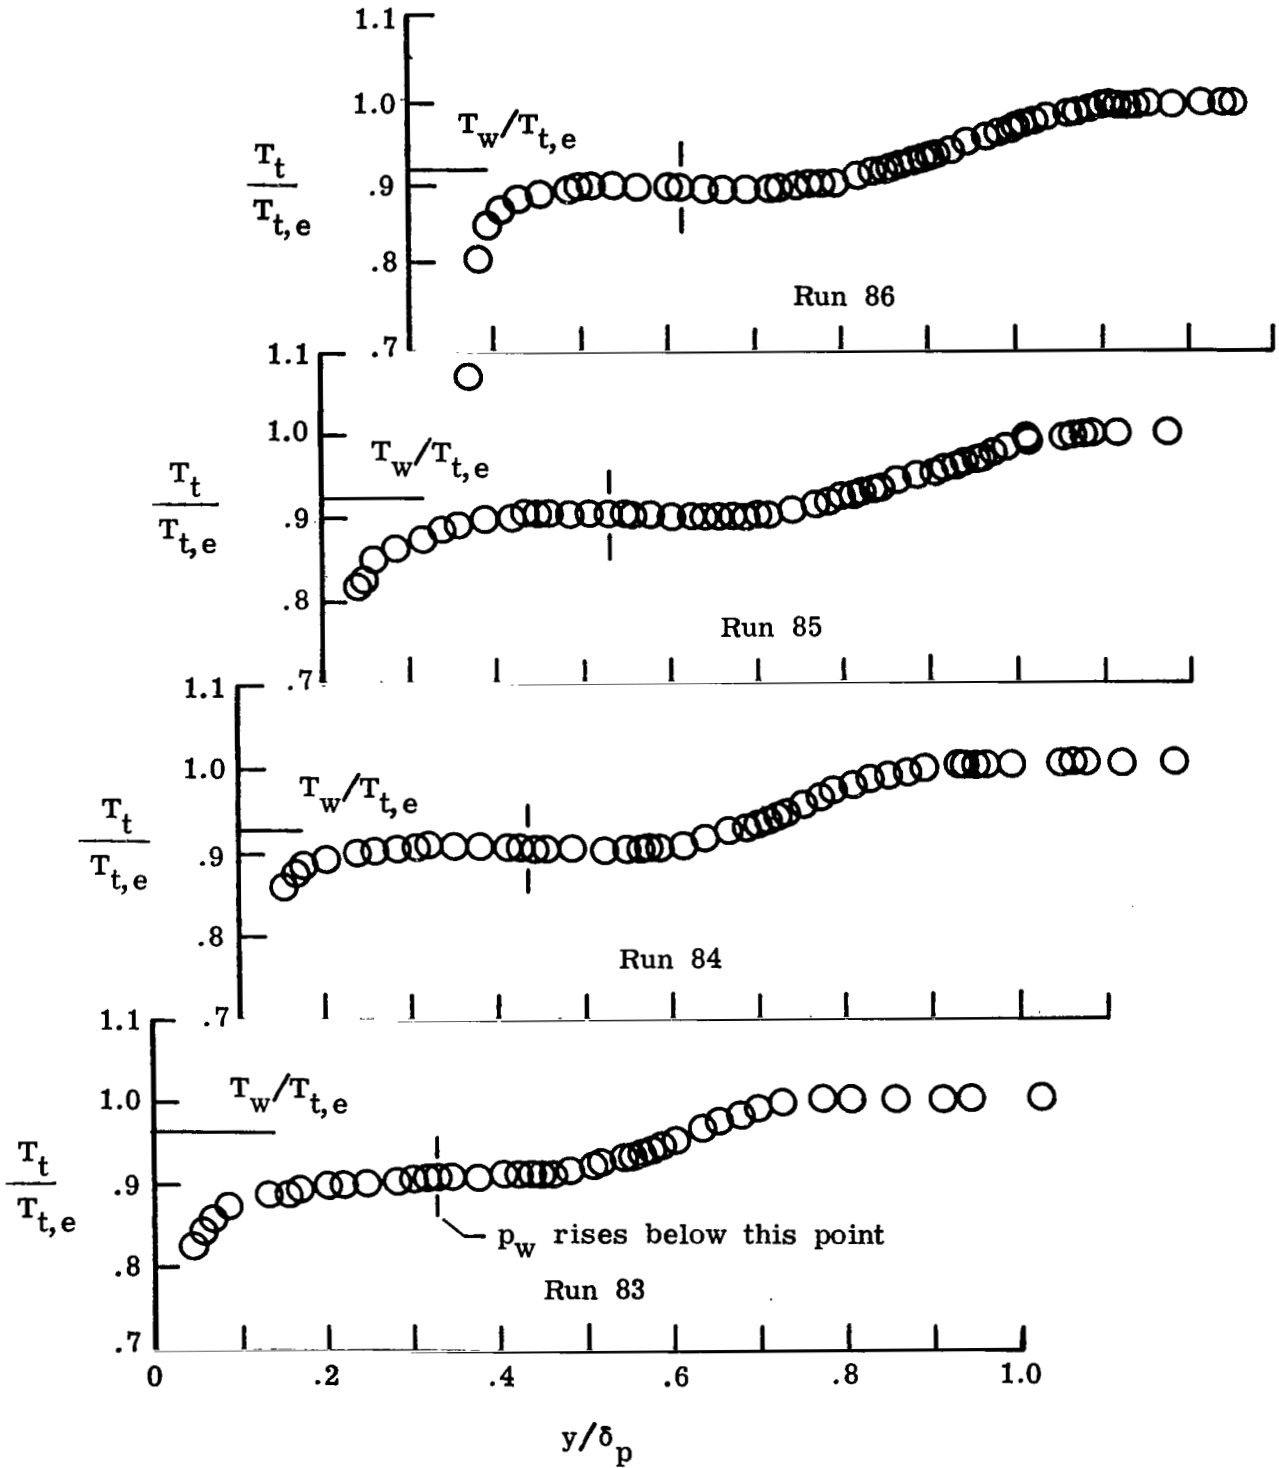 1.1
1.0
T_w/T_t,e
T_t
T_t,e
.9
.8
Run 86
.7
1.1
1.0
T_w/T_t,e
T_t
T_t,e
.9
.8
Run 85
.7
1.1
1.0
T_w/T_t,e
T_t
T_t,e
.9
.8
Run 84
.7
1.1
1.0
T_w/T_t,e
T_t
T_t,e
.9
p_w rises below this point
.8
Run 83
.7
0 .2 .4 .6 .8 1.0
y/δ_p